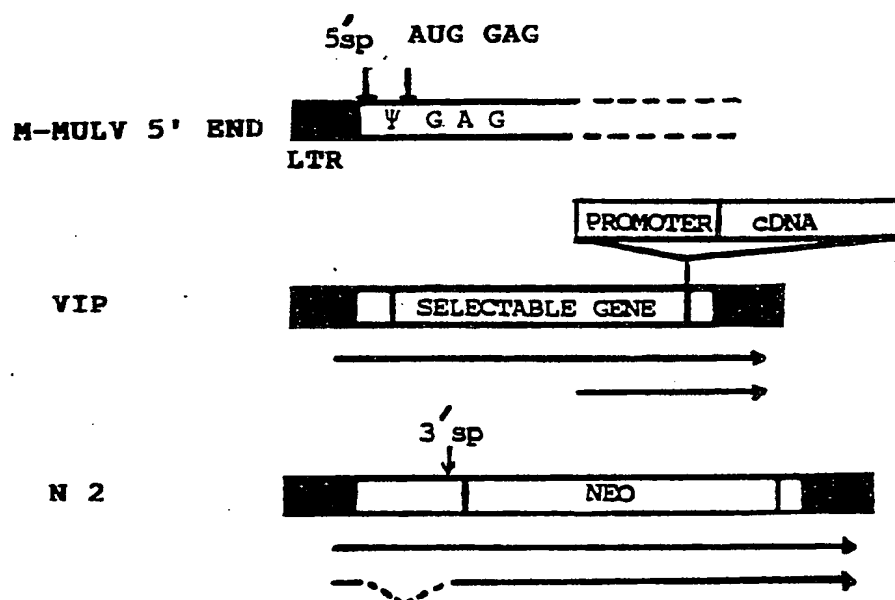 5'sp AUG GAG
M-MULV 5' END
Ψ G A G
LTR
PROMOTER cDNA
VIP
SELECTABLE GENE
3'sp
N 2
NEO